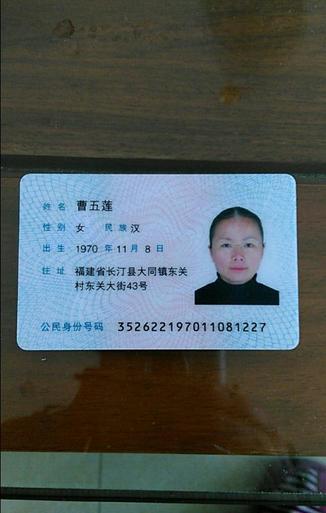 姓名 曹五莲
性别 女 民族 汉
出生 1970 年 11 月 8 日
住址 福建省长汀县大同镇东关
村东关大街43号
公民身份号码 352622197011081227